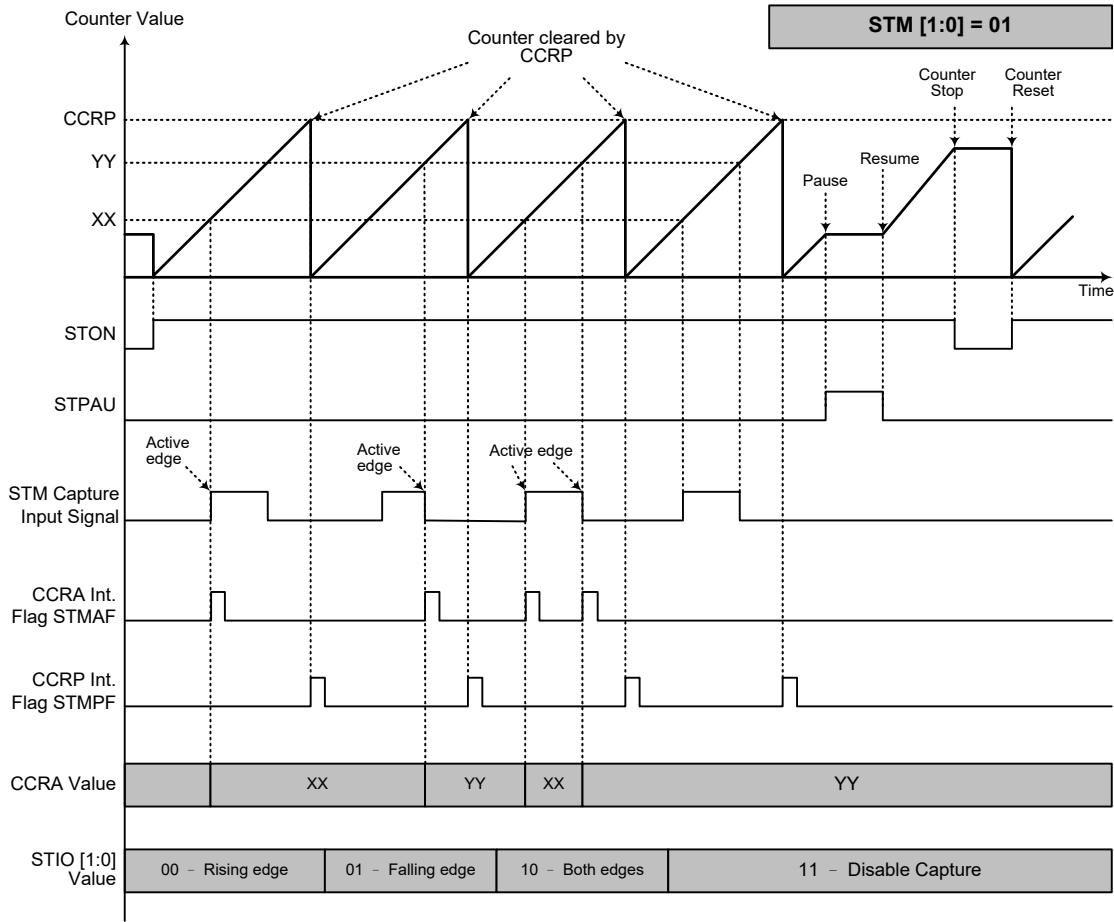 Counter Value
STM [1:0] = 01
Counter cleared by
CCRP
Counter
Stop
Counter
Reset
CCRP
YY
Resume
Pause
XX
Time
STON
STPAU
Active
edge
Active
edge
Active edge
STM Capture
Input Signal
CCRA Int.
Flag STMAF
CCRP Int.
Flag STMPF
CCRA Value
XX
YY
XX
YY
STIO [1:0]
Value
00 – Rising edge
01 – Falling edge
10 – Both edges
11 – Disable Capture